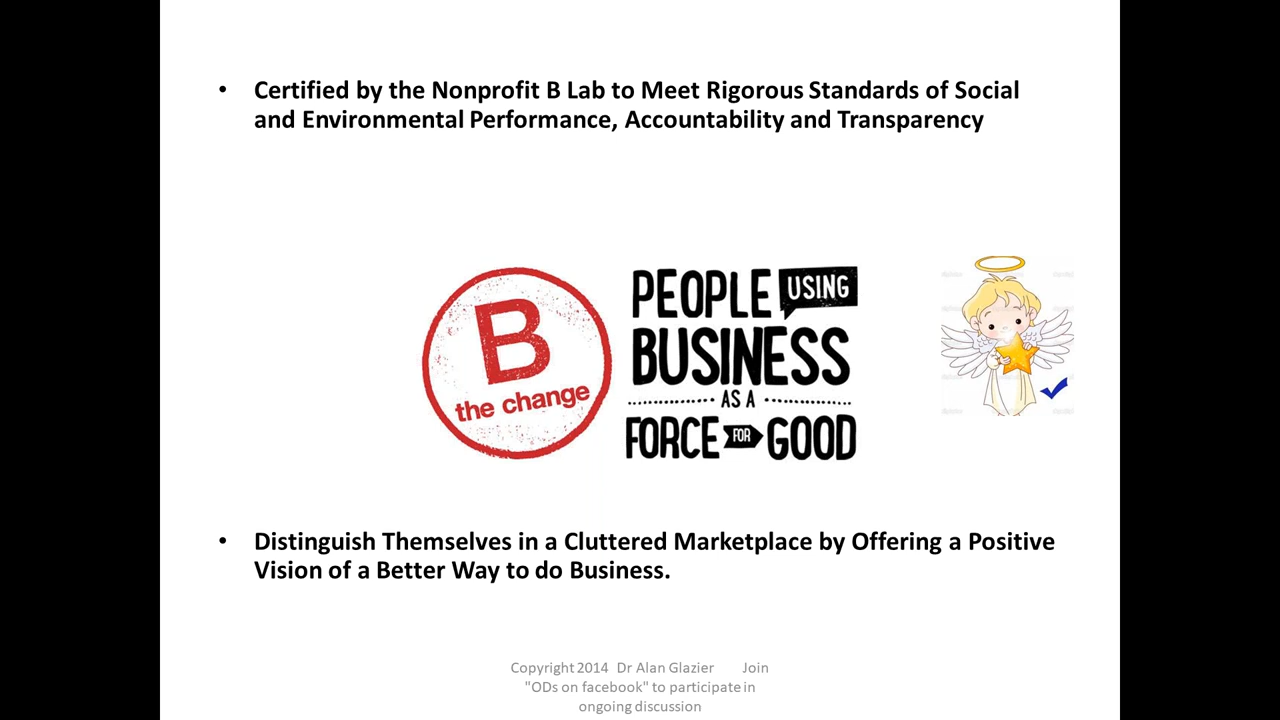 • Certified by the Nonprofit B Lab to Meet Rigorous Standards of Social
and Environmental Performance, Accountability and Transparency
B
the change
PEOPLE USING
BUSINESS
AS A
FORCE FOR GOOD
• Distinguish Themselves in a Cluttered Marketplace by Offering a Positive
Vision of a Better Way to do Business.
Copyright 2014 Dr Alan Glazier Join
"ODs on facebook" to participate in
ongoing discussion